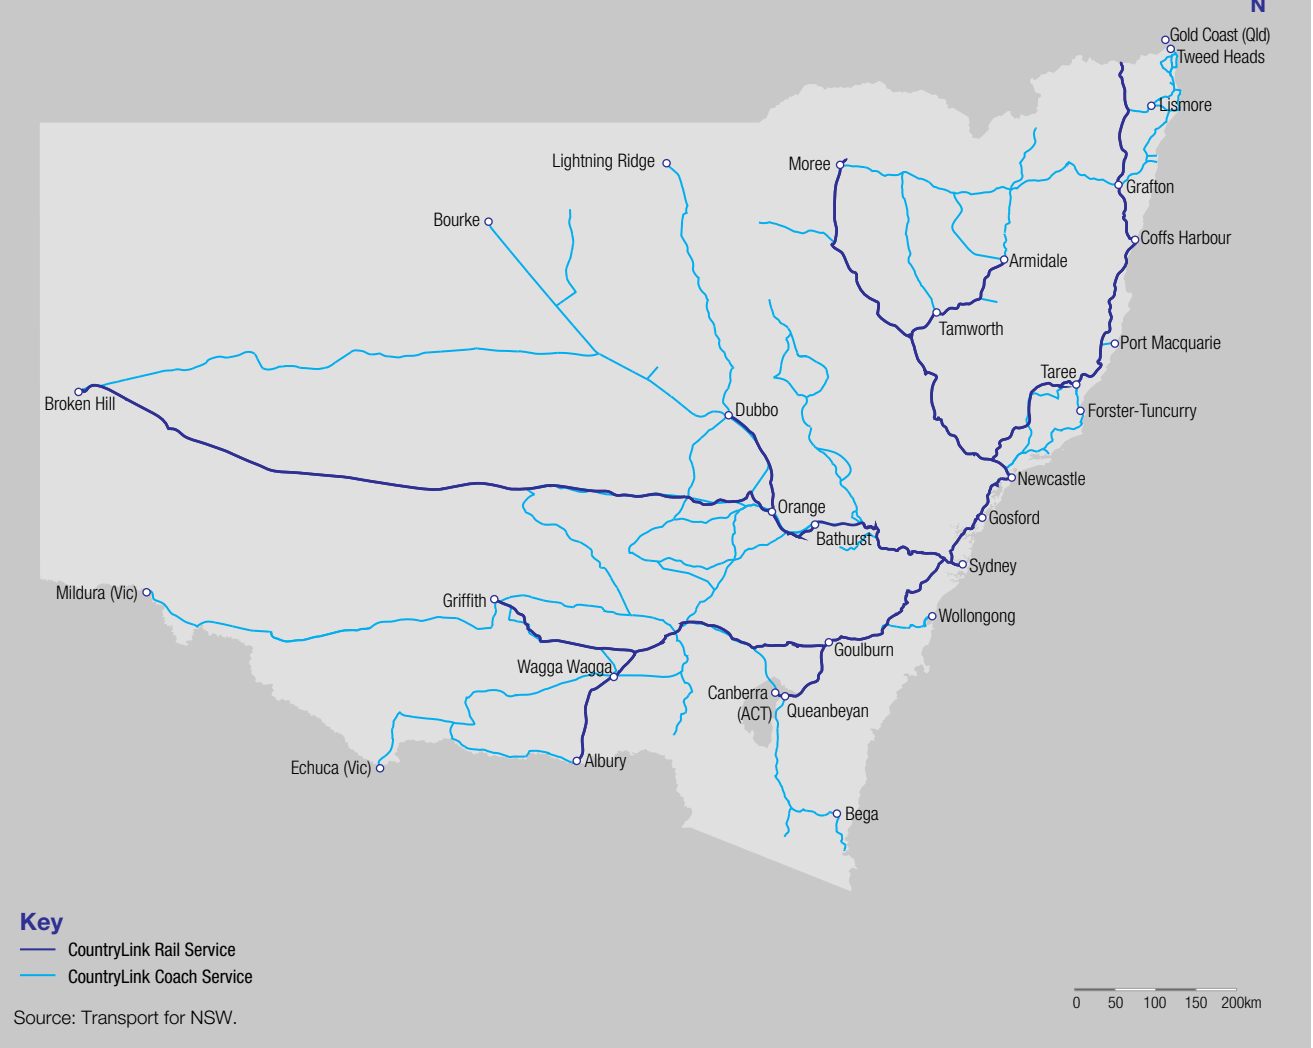 N
Gold Coast (Qld)
Tweed Heads
Lismore
Lightning Ridge
Moree
Grafton
Bourke
Coffs Harbour
Armidale
Tamworth
Port Macquarie
Taree
Broken Hill
Dubbo
Forster-Tuncurry
Newcastle
Orange
Gosford
Bathurst
Sydney
Mildura (Vic)
Griffith
Wollongong
Goulburn
Wagga Wagga
Canberra
(ACT)
Queanbeyan
Echuca (Vic)
Albury
Bega
Key
CountryLink Rail Service
CountryLink Coach Service
0 50 100 150 200km
Source: Transport for NSW.